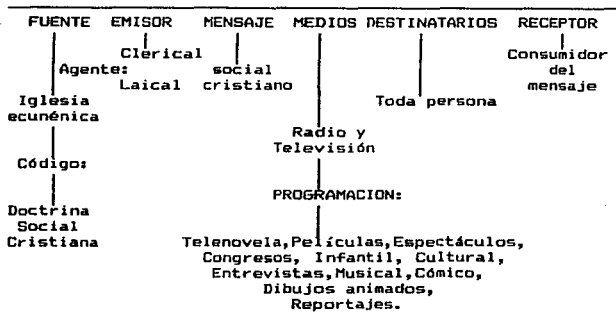 FUENTE EMISOR MENSAJE MEDIOS DESTINATARIOS RECEPTOR
Clerical
Agente:
Laical
social
cristiano
Consumidor
del
mensaje
Iglesia
ecunénica
Toda persona
Radio y
Televisión
Código:
PROGRAMACION:
Doctrina
Social
Cristiana
Telenovela,Películas,Espectáculos,
Congresos, Infantil, Cultural,
Entrevistas,Musical,Cómico,
Dibujos animados,
Reportajes.